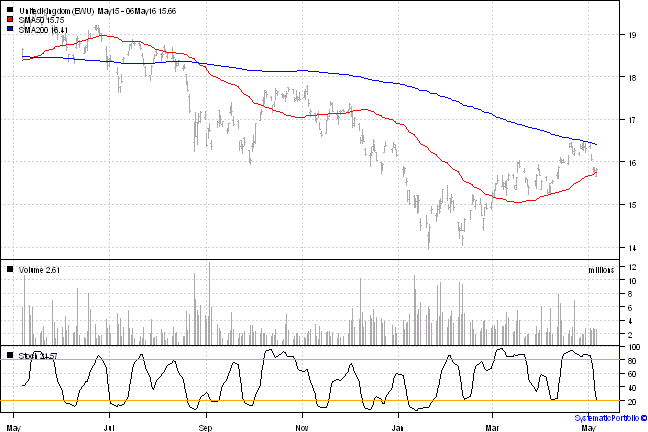 UnitedKingdom (EWU) May15 - 06May16 15.66
SMA50 15.75
SMA200 16.41
19
18
17
16
15
14
Volume 2.61
millions
12
10
8
6
4
2
Stoch 21.57
100
80
60
40
20
May Jul Sep Nov Jan Mar May
SystematicPortfolio ©